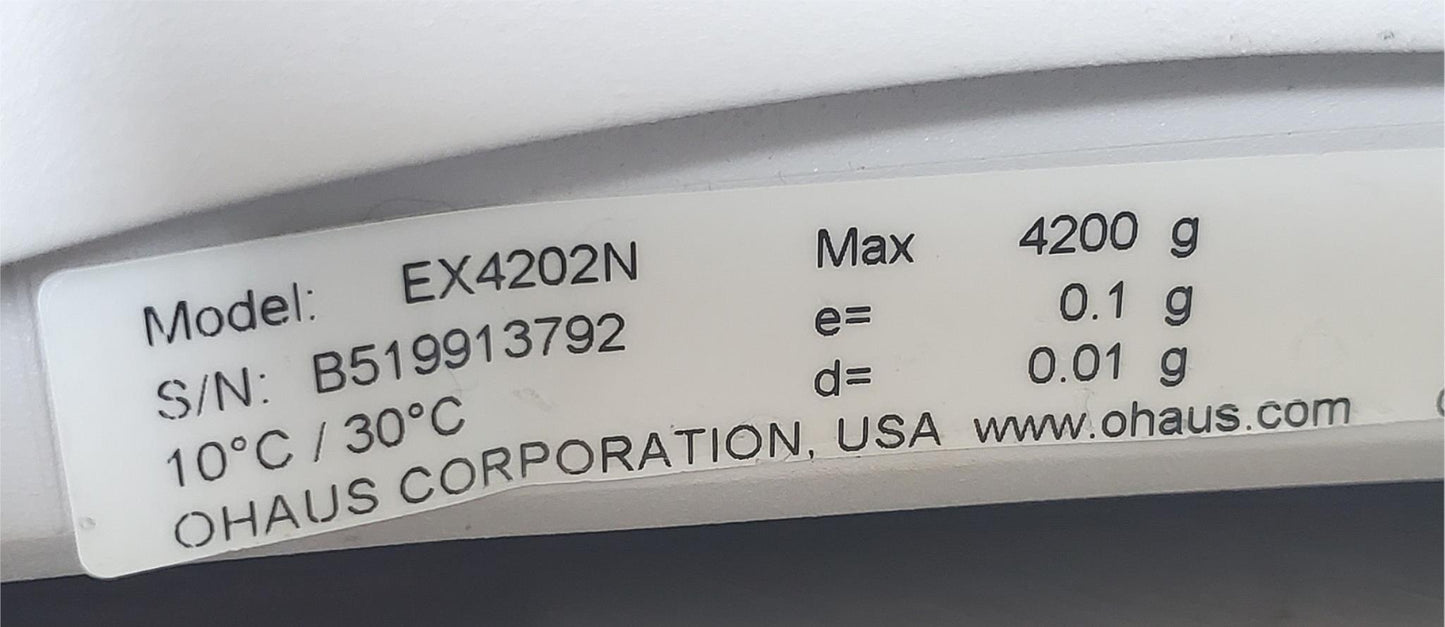 Model: EX4202N Max 4200 g
S/N: B519913792 e= 0.1 g
10°C / 30°C d= 0.01 g
OHAUS CORPORATION, USA www.ohaus.com